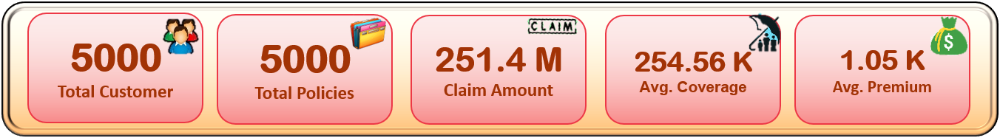 5000
Total Customer
5000
Total Policies
CLAIM
251.4 M
Claim Amount
254.56 K
Avg. Coverage
$
1.05 K
Avg. Premium